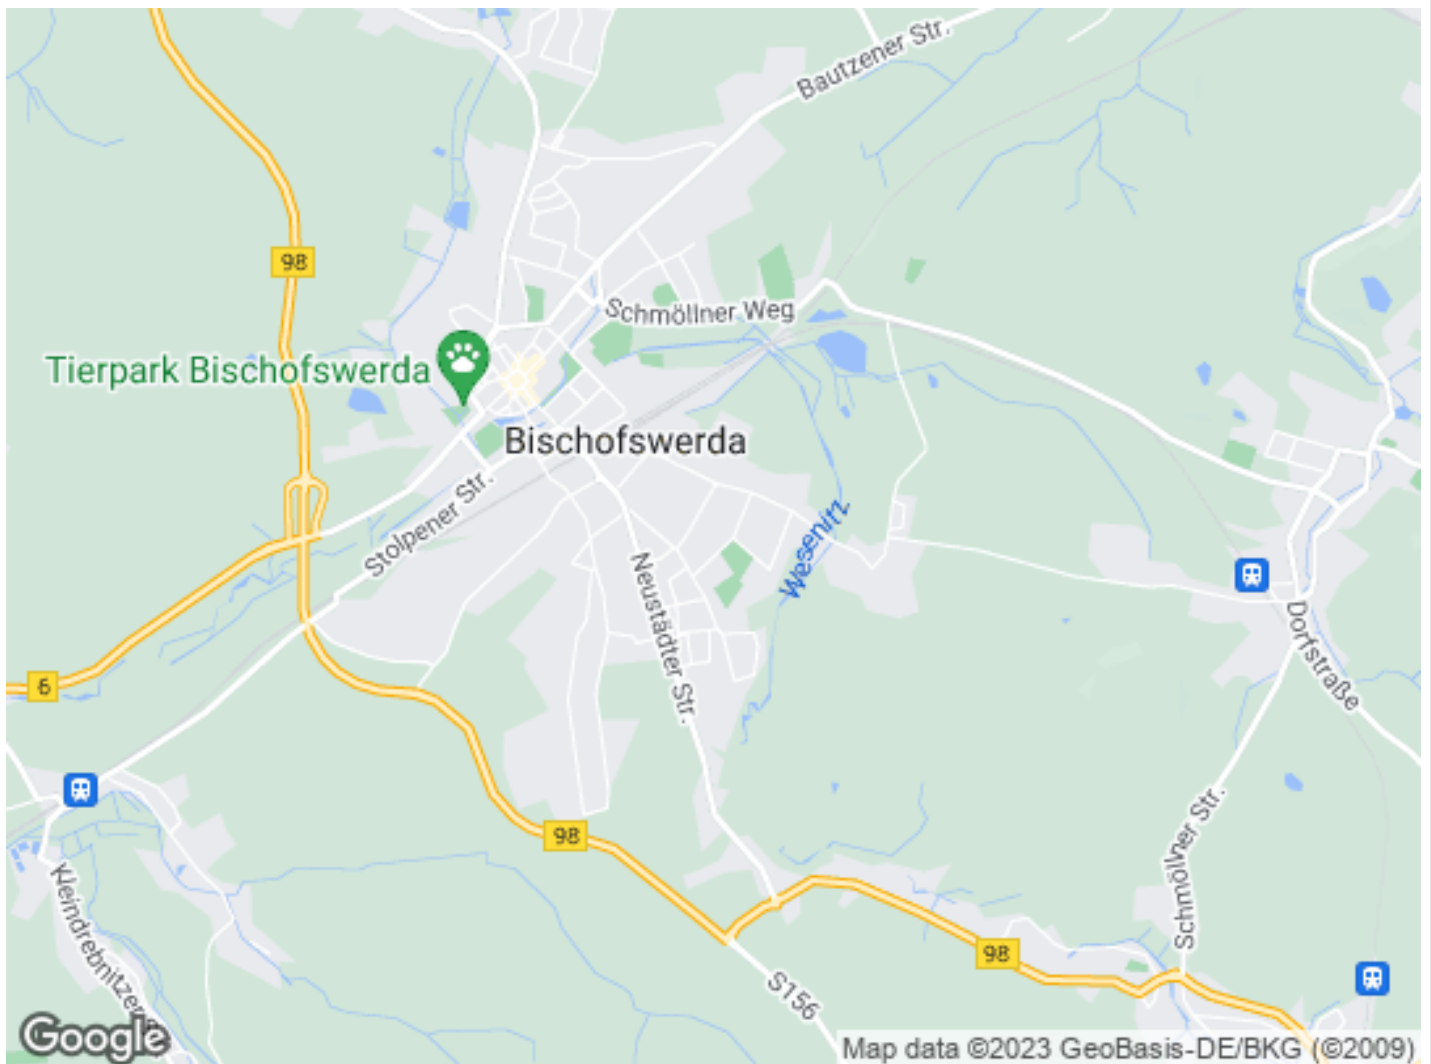 Bautzener Str.
98
Schmöllner Weg
Tierpark Bischofswerda
Bischofswerda
Stolpener Str.
Wesenitz
Neustädter Str.
Dorfstraße
6
98
Schmöllner Str.
Kleindrebnitzer
98
S156
Google
Map data ©2023 GeoBasis-DE/BKG (©2009)